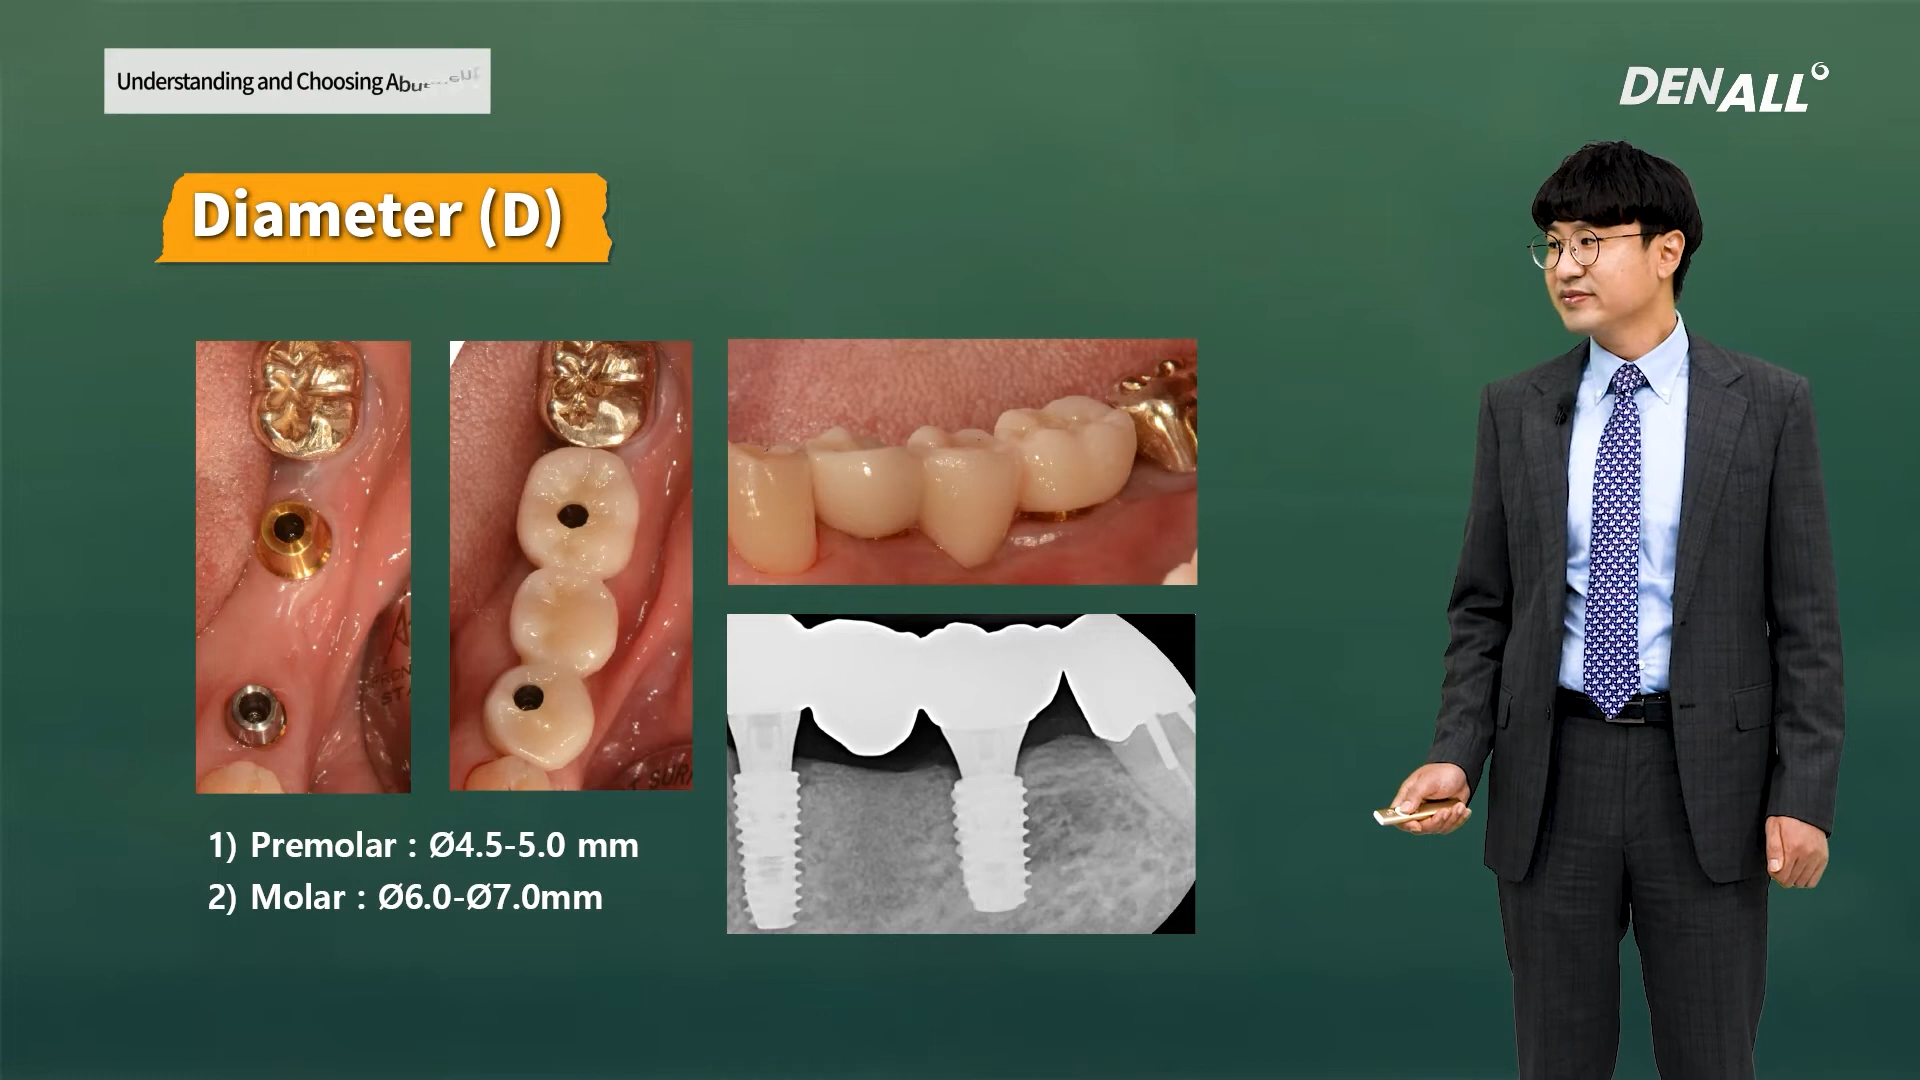 Understanding and Choosing
DENALL
Diameter (D)
1) Premolar : Ø4.5-5.0 mm
2) Molar : Ø6.0-Ø7.0mm